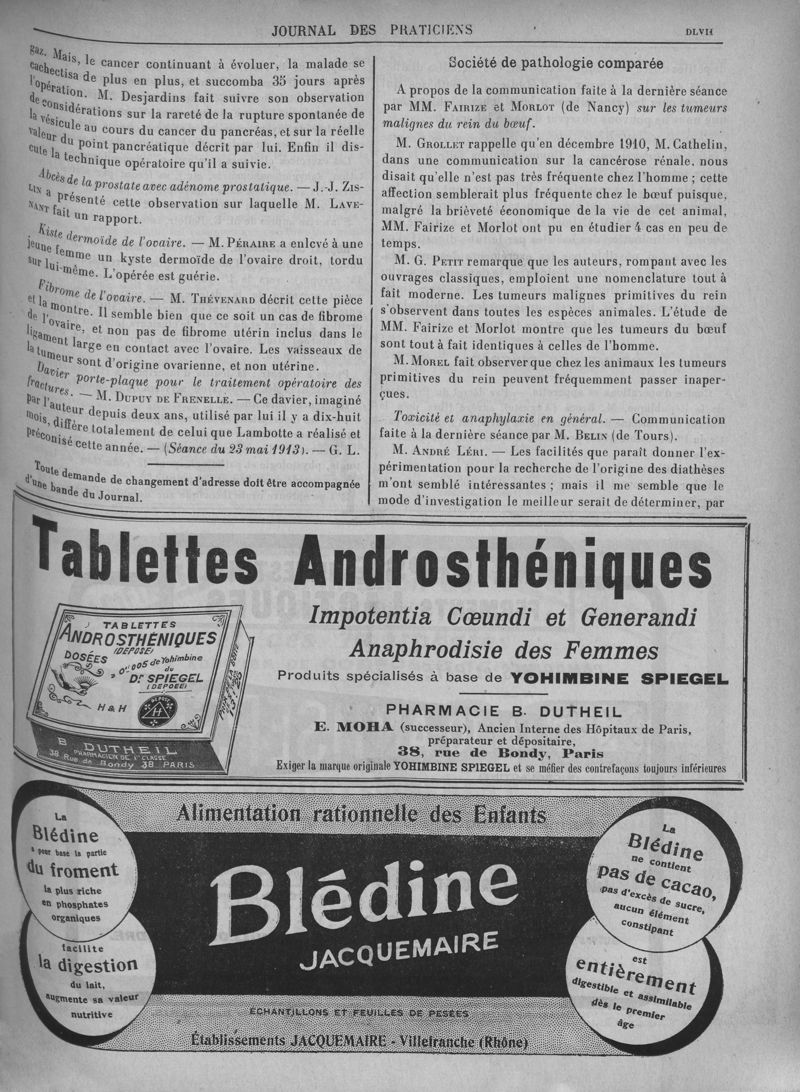 JOURNAL DES PRATICIENS
DLVII
gaz. Mais, le cancer continuant à évoluer, la malade se
cachectisa de plus en plus, et succomba 35 jours après
l'opération. M. Desjardins fait suivre son observation
de considérations sur la rareté de la rupture spontanée de
la vésicule au cours du cancer du pancréas, et sur la réelle
valeur du point pancréatique décrit par lui. Enfin il dis-
cute la technique opératoire qu'il a suivie.
Abcès de la prostate avec adénome prostatique. — J.-J. ZIS-
LIN a présenté cette observation sur laquelle M. LAVE-
NANT fait un rapport.
Kiste dermoïde de l'ovaire. — M. PÉRAIRE a enlevé à une
jeune femme un kyste dermoïde de l'ovaire droit, tordu
sur lui-même. L'opérée est guérie.
Fibrome de l'ovaire. — M. THÉVENARD décrit cette pièce
et la montre. Il semble bien que ce soit un cas de fibrome
de l'ovaire, et non pas de fibrome utérin inclus dans le
ligament large en contact avec l'ovaire. Les vaisseaux de
la tumeur sont d'origine ovarienne, et non utérine.
Davier porte-plaque pour le traitement opératoire des
fractures. — M. DUPUY DE FRENELLE. — Ce davier, imaginé
par l'auteur depuis deux ans, utilisé par lui il y a dix-huit
mois, diffère totalement de celui que Lambotte a réalisé et
préconisé cette année. — (Séance du 23 mai 1913). — G. L.
Toute demande de changement d'adresse doit être accompagnée
d'une bande du Journal.
Société de pathologie comparée
A propos de la communication faite à la dernière séance
par MM. FAIRIZE et MORLOT (de Nancy) sur les tumeurs
malignes du rein du bœuf.
M. GROLLET rappelle qu'en décembre 1910, M. Cathelin,
dans une communication sur la cancérose rénale, nous
disait qu'elle n'est pas très fréquente chez l'homme ; cette
affection semblerait plus fréquente chez le bœuf puisque,
malgré la brièveté économique de la vie de cet animal,
MM. Fairize et Morlot ont pu en étudier 4 cas en peu de
temps.
M. G. PETIT remarque que les auteurs, rompant avec les
ouvrages classiques, emploient une nomenclature tout à
fait moderne. Les tumeurs malignes primitives du rein
s'observent dans toutes les espèces animales. L'étude de
MM. Fairize et Morlot montre que les tumeurs du bœuf
sont tout à fait identiques à celles de l'homme.
M. MOREL fait observer que chez les animaux les tumeurs
primitives du rein peuvent fréquemment passer inaper-
çues.
Toxicité et anaphylaxie en général. — Communication
faite à la dernière séance par M. BELIN (de Tours).
M. ANDRÉ LÉRI. — Les facilités que paraît donner l'ex-
périmentation pour la recherche de l'origine des diathèses
m'ont semblé intéressantes ; mais il me semble que le
mode d'investigation le meilleur serait de déterminer, par
Tablettes Androsthéniques
TABLETTES
ANDROSTHÉNIQUES
(DÉPOSÉ)
DOSÉES
à 0gr005 de Yohimbine
du
Dr SPIEGEL
(DÉPOSÉE)
H & H
B DUTHEIL
PHARMACIEN DE 1re CLASSE
38 Rue de Bondy 38 PARIS
Impotentia Cœundi et Generandi
Anaphrodisie des Femmes
Produits spécialisés à base de YOHIMBINE SPIEGEL
PHARMACIE B. DUTHEIL
E. MOHA (successeur), Ancien Interne des Hôpitaux de Paris,
préparateur et dépositaire,
38, rue de Bondy, Paris
Exiger la marque originale YOHIMBINE SPIEGEL et se méfier des contrefaçons toujours inférieures
Alimentation rationnelle des Enfants
La
Blédine
a pour base la partie
du froment
la plus riche
en phosphates
organiques
facilite
la digestion
du lait,
augmente sa valeur
nutritive
Blédine
JACQUEMAIRE
La
Blédine
ne contient
pas de cacao,
pas d'excès de sucre,
aucun élément
constipant
est
entièrement
digestible et assimilable
dès le premier
âge
ÉCHANTILLONS ET FEUILLES DE PESÉES
Établissements JACQUEMAIRE - Villefranche (Rhône)